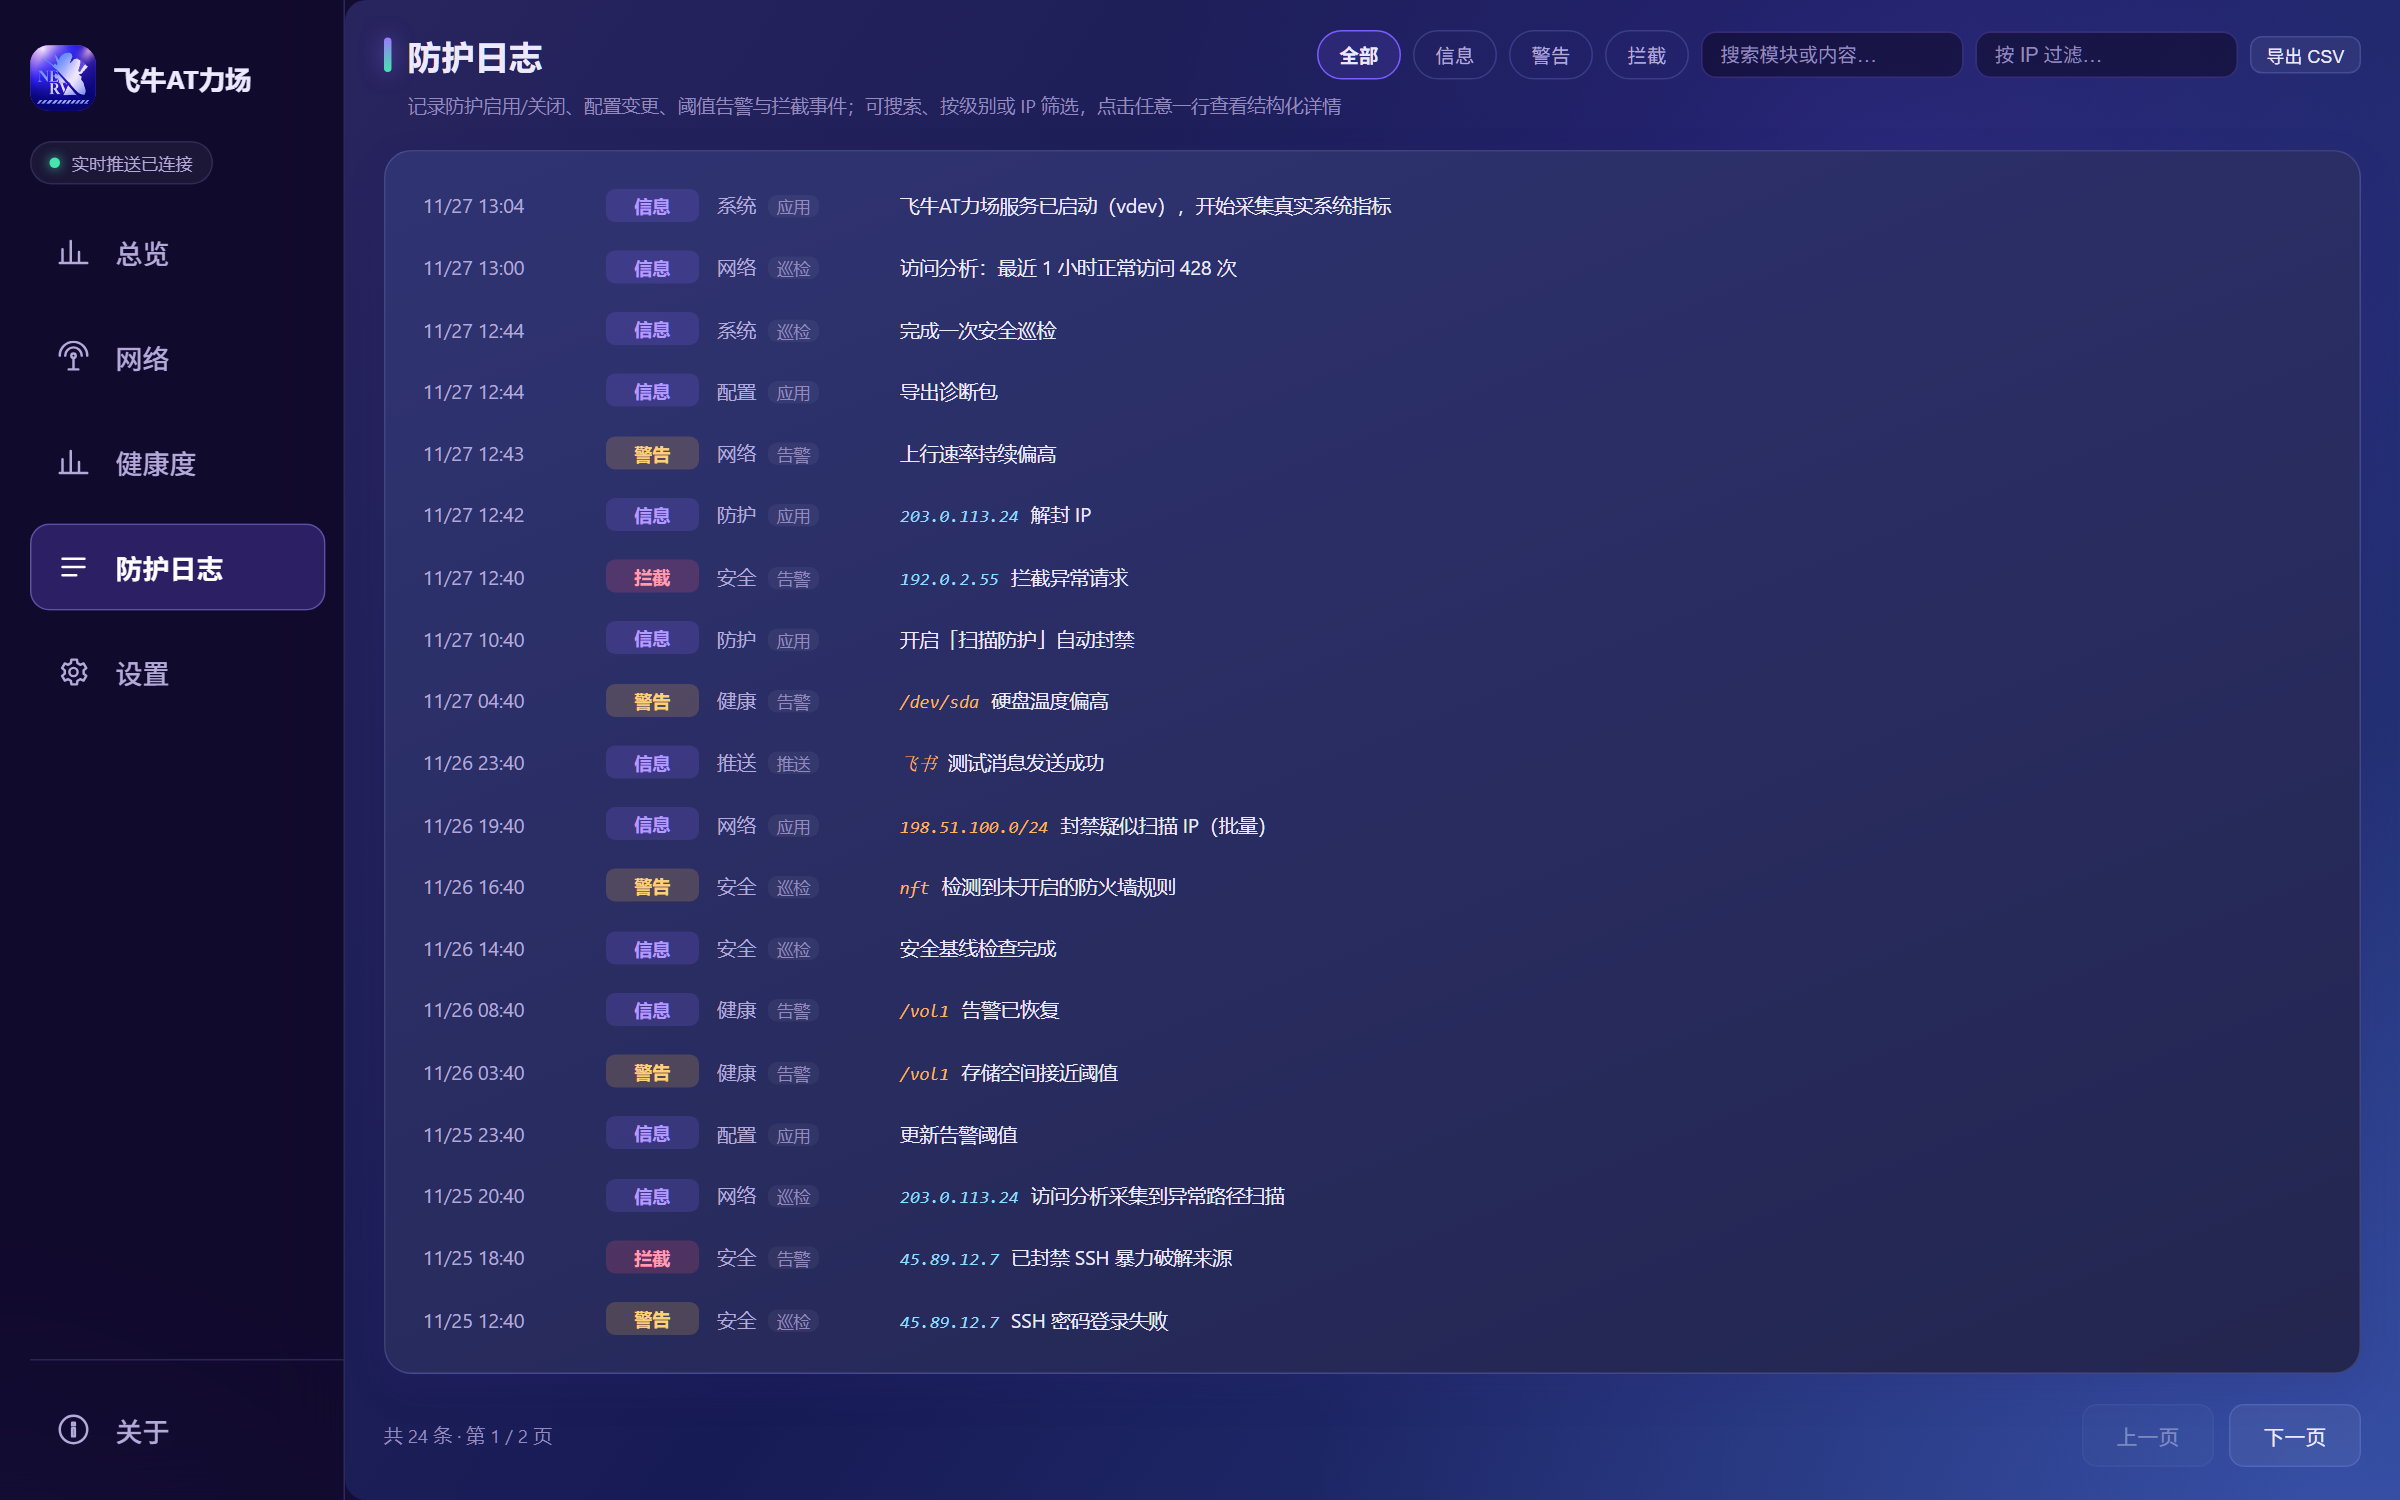 NERV
飞牛AT力场
实时推送已连接
总览
网络
健康度
防护日志
设置
关于
防护日志
全部
信息
警告
拦截
搜索模块或内容…
按 IP 过滤…
导出 CSV
记录防护启用/关闭、配置变更、阈值告警与拦截事件；可搜索、按级别或 IP 筛选，点击任意一行查看结构化详情
11/27 13:04 信息 系统 应用 飞牛AT力场服务已启动（vdev），开始采集真实系统指标
11/27 13:00 信息 网络 巡检 访问分析：最近 1 小时正常访问 428 次
11/27 12:44 信息 系统 巡检 完成一次安全巡检
11/27 12:44 信息 配置 应用 导出诊断包
11/27 12:43 警告 网络 告警 上行速率持续偏高
11/27 12:42 信息 防护 应用 203.0.113.24 解封 IP
11/27 12:40 拦截 安全 告警 192.0.2.55 拦截异常请求
11/27 10:40 信息 防护 应用 开启「扫描防护」自动封禁
11/27 04:40 警告 健康 告警 /dev/sda 硬盘温度偏高
11/26 23:40 信息 推送 推送 飞书 测试消息发送成功
11/26 19:40 信息 网络 应用 198.51.100.0/24 封禁疑似扫描 IP（批量）
11/26 16:40 警告 安全 巡检 nft 检测到未开启的防火墙规则
11/26 14:40 信息 安全 巡检 安全基线检查完成
11/26 08:40 信息 健康 告警 /vol1 告警已恢复
11/26 03:40 警告 健康 告警 /vol1 存储空间接近阈值
11/25 23:40 信息 配置 应用 更新告警阈值
11/25 20:40 信息 网络 巡检 203.0.113.24 访问分析采集到异常路径扫描
11/25 18:40 拦截 安全 告警 45.89.12.7 已封禁 SSH 暴力破解来源
11/25 12:40 警告 安全 巡检 45.89.12.7 SSH 密码登录失败
共 24 条 · 第 1 / 2 页
上一页
下一页